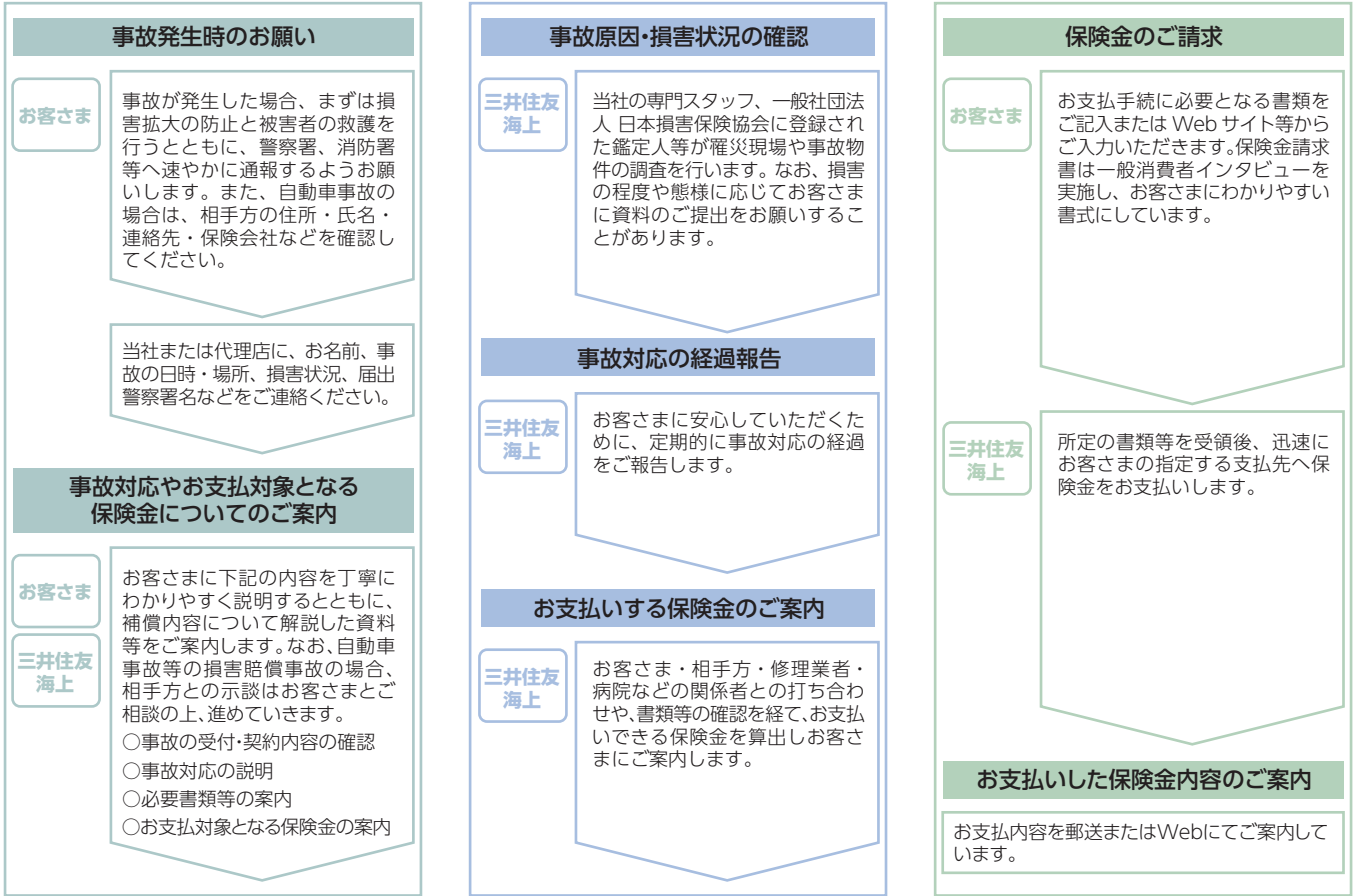 事故発生時のお願い
お客さま
事故が発生した場合、まずは損
害拡大の防止と被害者の救護を
行うとともに、警察署、消防署
等へ速やかに通報するようお願
いします。また、自動車事故の
場合は、相手方の住所・氏名・
連絡先・保険会社などを確認し
てください。
当社または代理店に、お名前、事
故の日時・場所、損害状況、届出
警察署名などをご連絡ください。
事故対応やお支払対象となる
保険金についてのご案内
お客さま
三井住友
海上
お客さまに下記の内容を丁寧に
わかりやすく説明するとともに、
補償内容について解説した資料
等をご案内します。なお、自動車
事故等の損害賠償事故の場合、
相手方との示談はお客さまとご
相談の上、進めていきます。
○事故の受付・契約内容の確認
○事故対応の説明
○必要書類等の案内
○お支払対象となる保険金の案内
事故原因・損害状況の確認
三井住友
海上
当社の専門スタッフ、一般社団法
人 日本損害保険協会に登録され
た鑑定人等が罹災現場や事故物
件の調査を行います。なお、損害
の程度や態様に応じてお客さま
に資料のご提出をお願いするこ
とがあります。
事故対応の経過報告
三井住友
海上
お客さまに安心していただくた
めに、定期的に事故対応の経過
をご報告します。
お支払いする保険金のご案内
三井住友
海上
お客さま・相手方・修理業者・
病院などの関係者との打ち合わ
せや、書類等の確認を経て、お支払
いできる保険金を算出しお客さ
まにご案内します。
保険金のご請求
お客さま
お支払手続に必要となる書類を
ご記入または Web サイト等から
ご入力いただきます。保険金請求
書は一般消費者インタビューを
実施し、お客さまにわかりやすい
書式にしています。
三井住友
海上
所定の書類等を受領後、迅速に
お客さまの指定する支払先へ保
険金をお支払いします。
お支払いした保険金内容のご案内
お支払内容を郵送またはWebにてご案内して
います。